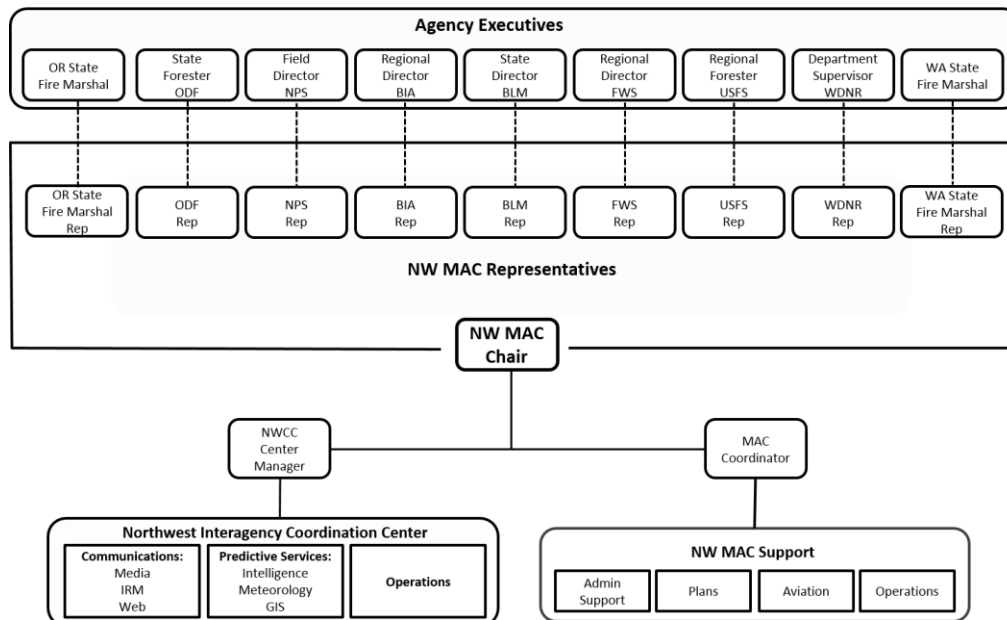 Agency Executives
OR State
Fire Marshal
State
Forester
ODF
Field
Director
NPS
Regional
Director
BIA
State
Director
BLM
Regional
Director
FWS
Regional
Forester
USFS
Department
Supervisor
WDNR
WA State
Fire Marshal
OR State
Fire Marshal
Rep
ODF
Rep
NPS
Rep
BIA
Rep
BLM
Rep
FWS
Rep
USFS
Rep
WDNR
Rep
WA State
Fire Marshal
Rep
NW MAC Representatives
NW MAC
Chair
NWCC
Center
Manager
MAC
Coordinator
Northwest Interagency Coordination Center
Communications:
Media
IRM
Web
Predictive Services:
Intelligence
Meteorology
GIS
Operations
NW MAC Support
Admin
Support
Plans
Aviation
Operations